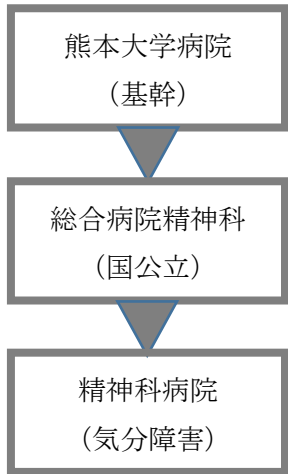 熊本大学病院
（基幹）
総合病院精神科
（国公立）
精神科病院
（気分障害）